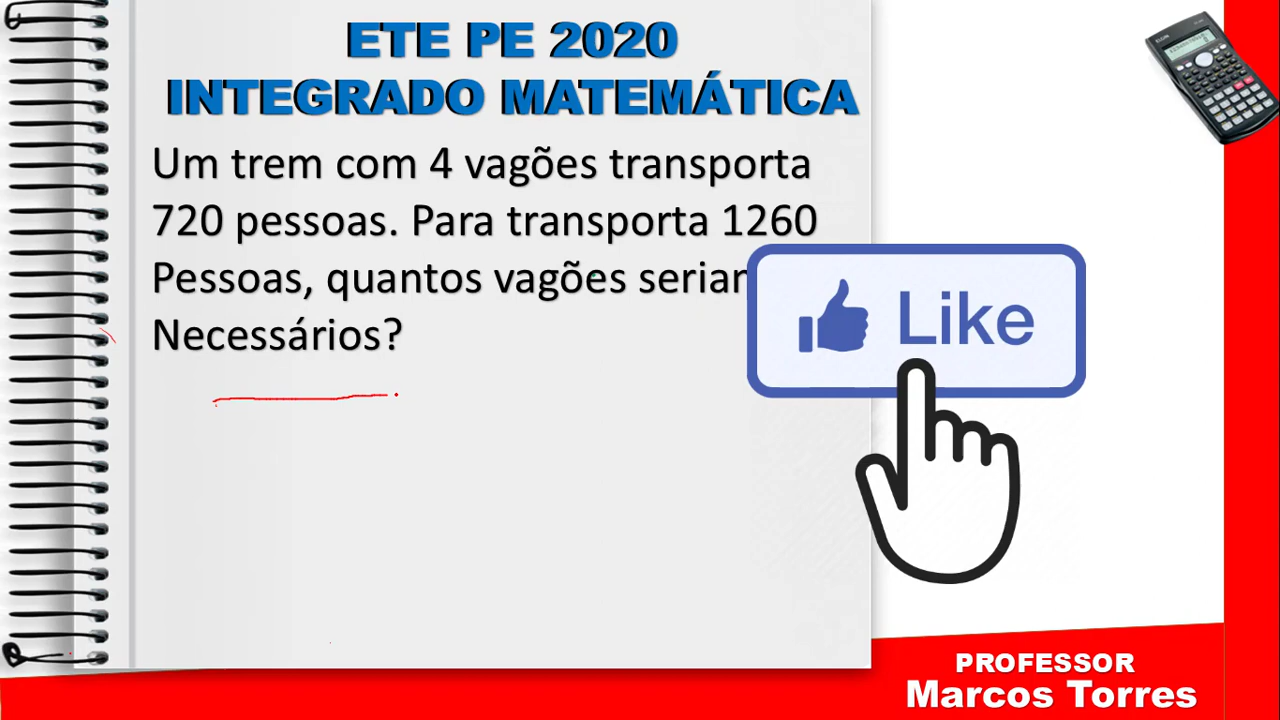 ETE PE 2020
INTEGRADO MATEMÁTICA
Um trem com 4 vagões transporta
720 pessoas. Para transporta 1260
Pessoas, quantos vagões seriam
Necessários?
Like
PROFESSOR
Marcos Torres